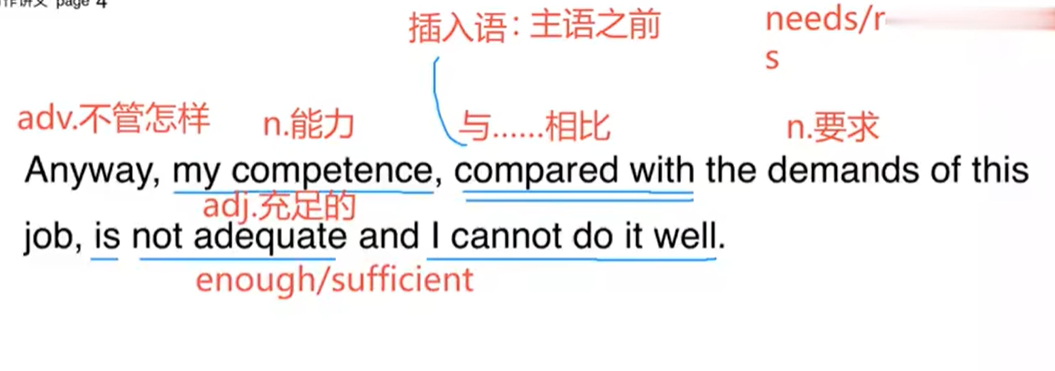 page 4
插入语：主语之前
needs/r
s
adv.不管怎样 n.能力 与……相比 n.要求
Anyway, my competence, compared with the demands of this
adj.充足的
job, is not adequate and I cannot do it well.
enough/sufficient